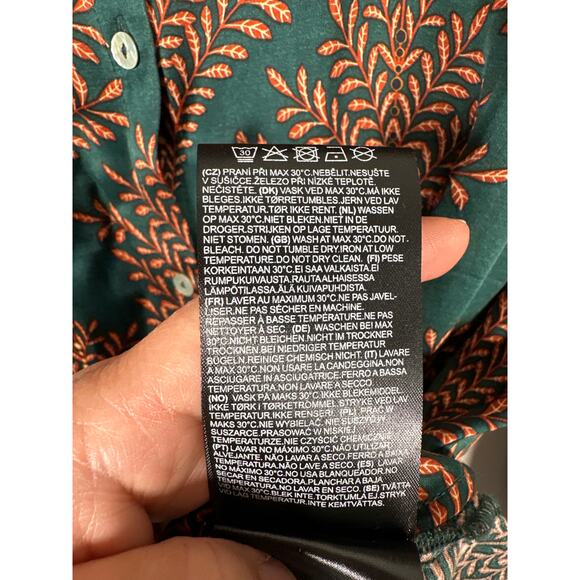 30
(CZ) PRANÍ PŘI MAX 30°C.NEBĚLIT.NESUŠTE
V SUŠIČCE.ŽELEZO PŘI NÍZKÉ TEPLOTĚ.
NEČISTĚTE. (DK) VASK VED MAX 30°C.MÅ IKKE
BLEGES.IKKE TØRRETUMBLES.JERN VED LAV
TEMPERATUR.TØR IKKE RENT. (NL) WASSEN
OP MAX 30°C.NIET BLEKEN.NIET IN DE
DROGER.STRIJKEN OP LAGE TEMPERATUUR.
NIET STOMEN. (GB) WASH AT MAX 30°C.DO NOT
BLEACH. DO NOT TUMBLE DRY.IRON AT LOW
TEMPERATURE.DO NOT DRY CLEAN. (FI) PESE
KORKEINTAAN 30°C.EI SAA VALKAISTA.EI
RUMPUKUIVAUSTA.RAUTA ALHAISESSA
LÄMPÖTILASSA.ÄLÄ KUIVAPUHDISTA.
(FR) LAVER AU MAXIMUM 30°C.NE PAS JAVEL-
LISER.NE PAS SÉCHER EN MACHINE.
REPASSER À BASSE TEMPÉRATURE.NE PAS
NETTOYER À SEC. (DE) WASCHEN BEI MAX
30°C.NICHT BLEICHEN.NICHT IM TROCKNER
TROCKNEN.BEI NIEDRIGER TEMPERATUR
BÜGELN.REINIGE CHEMISCH NICHT. (IT) LAVARE
A MAX 30°C.NON USARE LA CANDEGGINA.NON
ASCIUGARE IN ASCIUGATRICE.FERRO A BASSA
TEMPERATURA.NON LAVARE A SECCO
(NO) VASK PÅ MAKS 30°C.IKKE BLEKEMIDDEL.
IKKE TØRK I TØRKETROMMEL. STRYKE VED LAV
TEMPERATUR.IKKE RENSERI. (PL) PRAĆ W
MAKS 30°C.NIE WYBIELAĆ. NIE SUSZYĆ W
SUSZARCE.PRASOWAĆ W NISKIEJ
TEMPERATURZE.NIE CZYŚCIĆ CHEMICZNIE.
(PT) LAVAR NO MÁXIMO 30°C.NÃO UTILIZAR
ALVEJANTE. NÃO LAVAR A SECO.FERRO A BAIXA
TEMPERATURA.NÃO LAVE A SECO. (ES) LAVAR
NO MÁXIMO 30°C.NO USA BLANQUEADOR.NO
SECAR EN SECADORA.PLANCHAR A BAJA
TEMPERATURA.NO LAVAR EN SECO. (SE) TVÄTTA
VID MAX 30°C.BLEK INTE. TORKTUMLA EJ.STRYK
VID LÅG TEMPERATUR. INTE KEMTVÄTTAS.